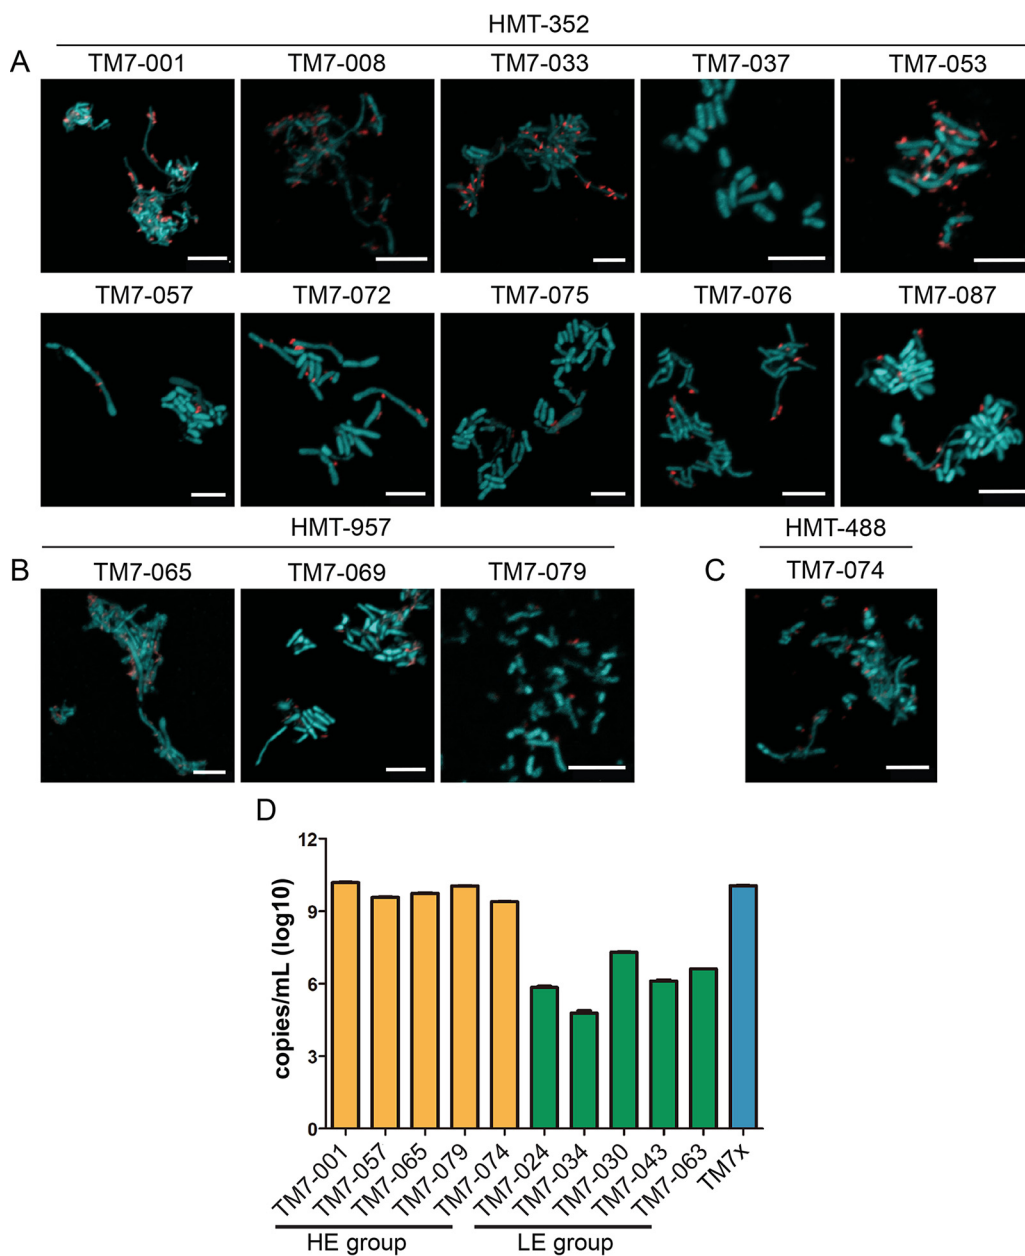 HMT-352
A
TM7-001 TM7-008 TM7-033 TM7-037 TM7-053
TM7-057 TM7-072 TM7-075 TM7-076 TM7-087
HMT-957 HMT-488
B C
TM7-065 TM7-069 TM7-079 TM7-074
D
copies/mL (log10)
12
9
6
3
0
TM7-001 TM7-057 TM7-065 TM7-079 TM7-074 TM7-024 TM7-034 TM7-030 TM7-043 TM7-063 TM7x
HE group LE group